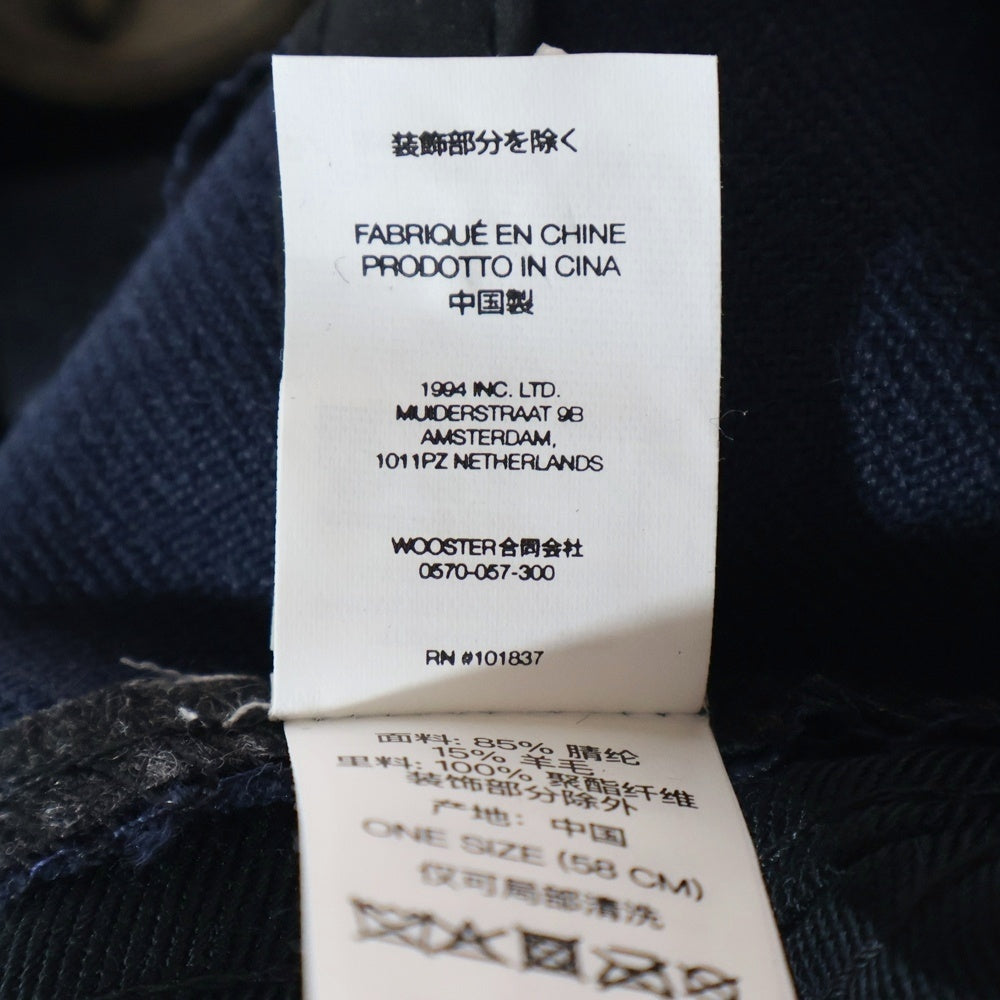 装飾部分を除く
FABRIQUÉ EN CHINE
PRODOTTO IN CINA
中国製
1994 INC. LTD.
MUIDERSTRAAT 9B
AMSTERDAM,
1011PZ NETHERLANDS
WOOSTER合同会社
0570-057-300
RN #101837
面料: 85% 腈纶
15% 羊毛
里料: 100% 聚酯纤维
装饰部分除外
产地: 中国
ONE SIZE (58 CM)
仅可局部清洗